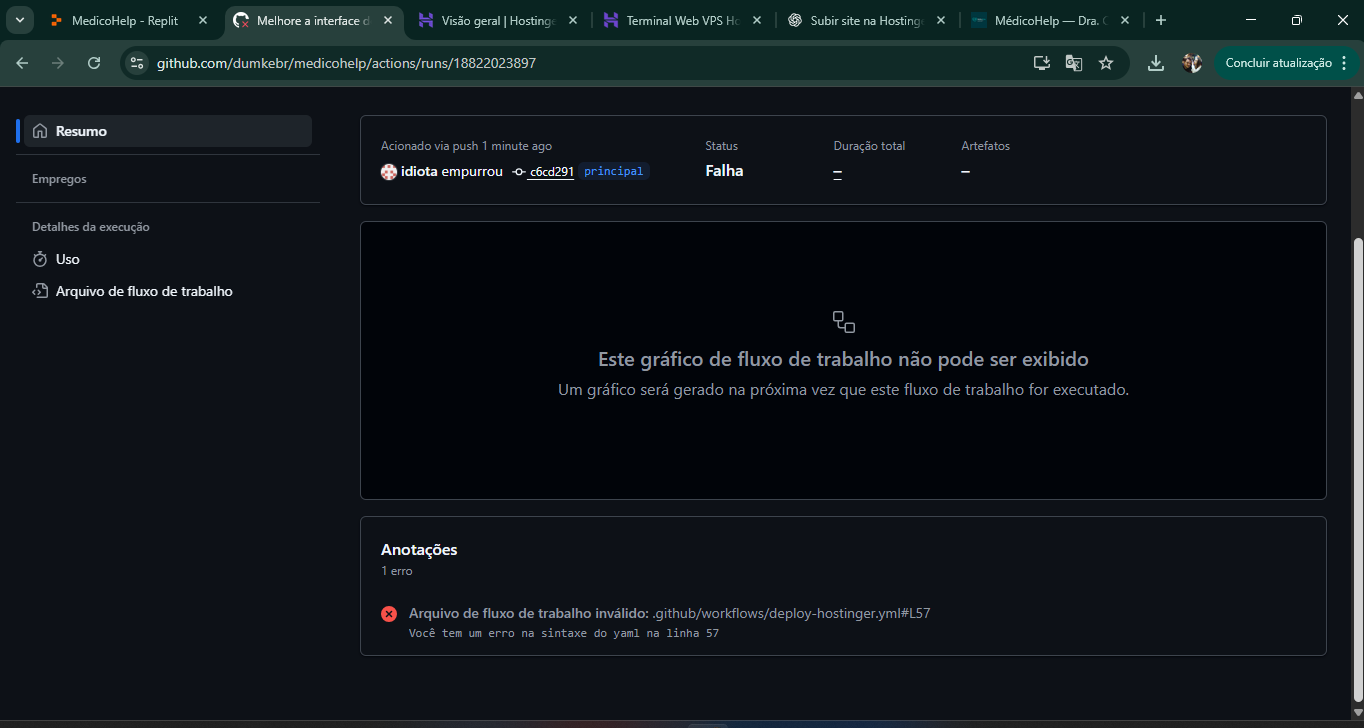 MedicoHelp - Replit
Melhore a interface d
Visão geral | Hostinge
Terminal Web VPS Ho
Subir site na Hostinge
MédicoHelp — Dra. C
github.com/dumkebr/medicohelp/actions/runs/18822023897
Concluir atualização
Resumo
Empregos
Detalhes da execução
Uso
Arquivo de fluxo de trabalho
Acionado via push 1 minute ago
idiota empurrou c6cd291 principal
Status
Falha
Duração total
–
Artefatos
–
Este gráfico de fluxo de trabalho não pode ser exibido
Um gráfico será gerado na próxima vez que este fluxo de trabalho for executado.
Anotações
1 erro
Arquivo de fluxo de trabalho inválido: .github/workflows/deploy-hostinger.yml#L57
Você tem um erro na sintaxe do yaml na linha 57